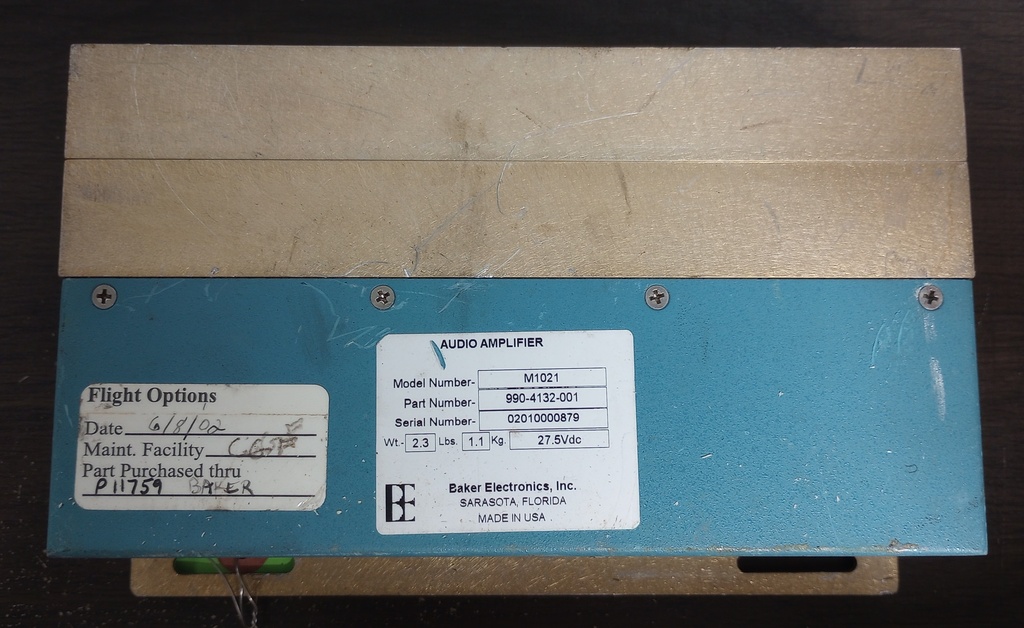 Flight Options
Date 6/8/02
Maint. Facility
Part Purchased thru
P11759 BAKER
AUDIO AMPLIFIER
Model Number- M1021
Part Number- 990-4132-001
Serial Number- 02010000879
Wt.- 2.3 Lbs. 1.1 Kg. 27.5Vdc
BE
Baker Electronics, Inc.
SARASOTA, FLORIDA
MADE IN USA